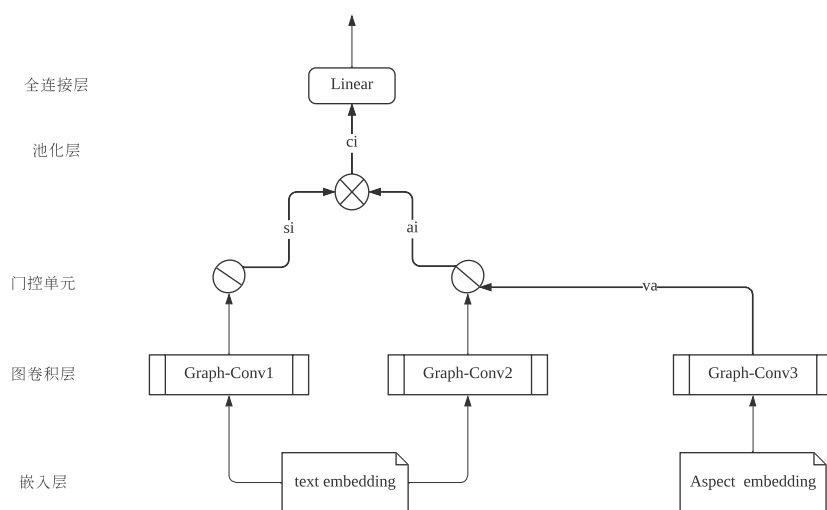 全连接层
Linear
池化层
ci
si
ai
门控单元
va
图卷积层
Graph-Conv1
Graph-Conv2
Graph-Conv3
嵌入层
text embedding
Aspect embedding